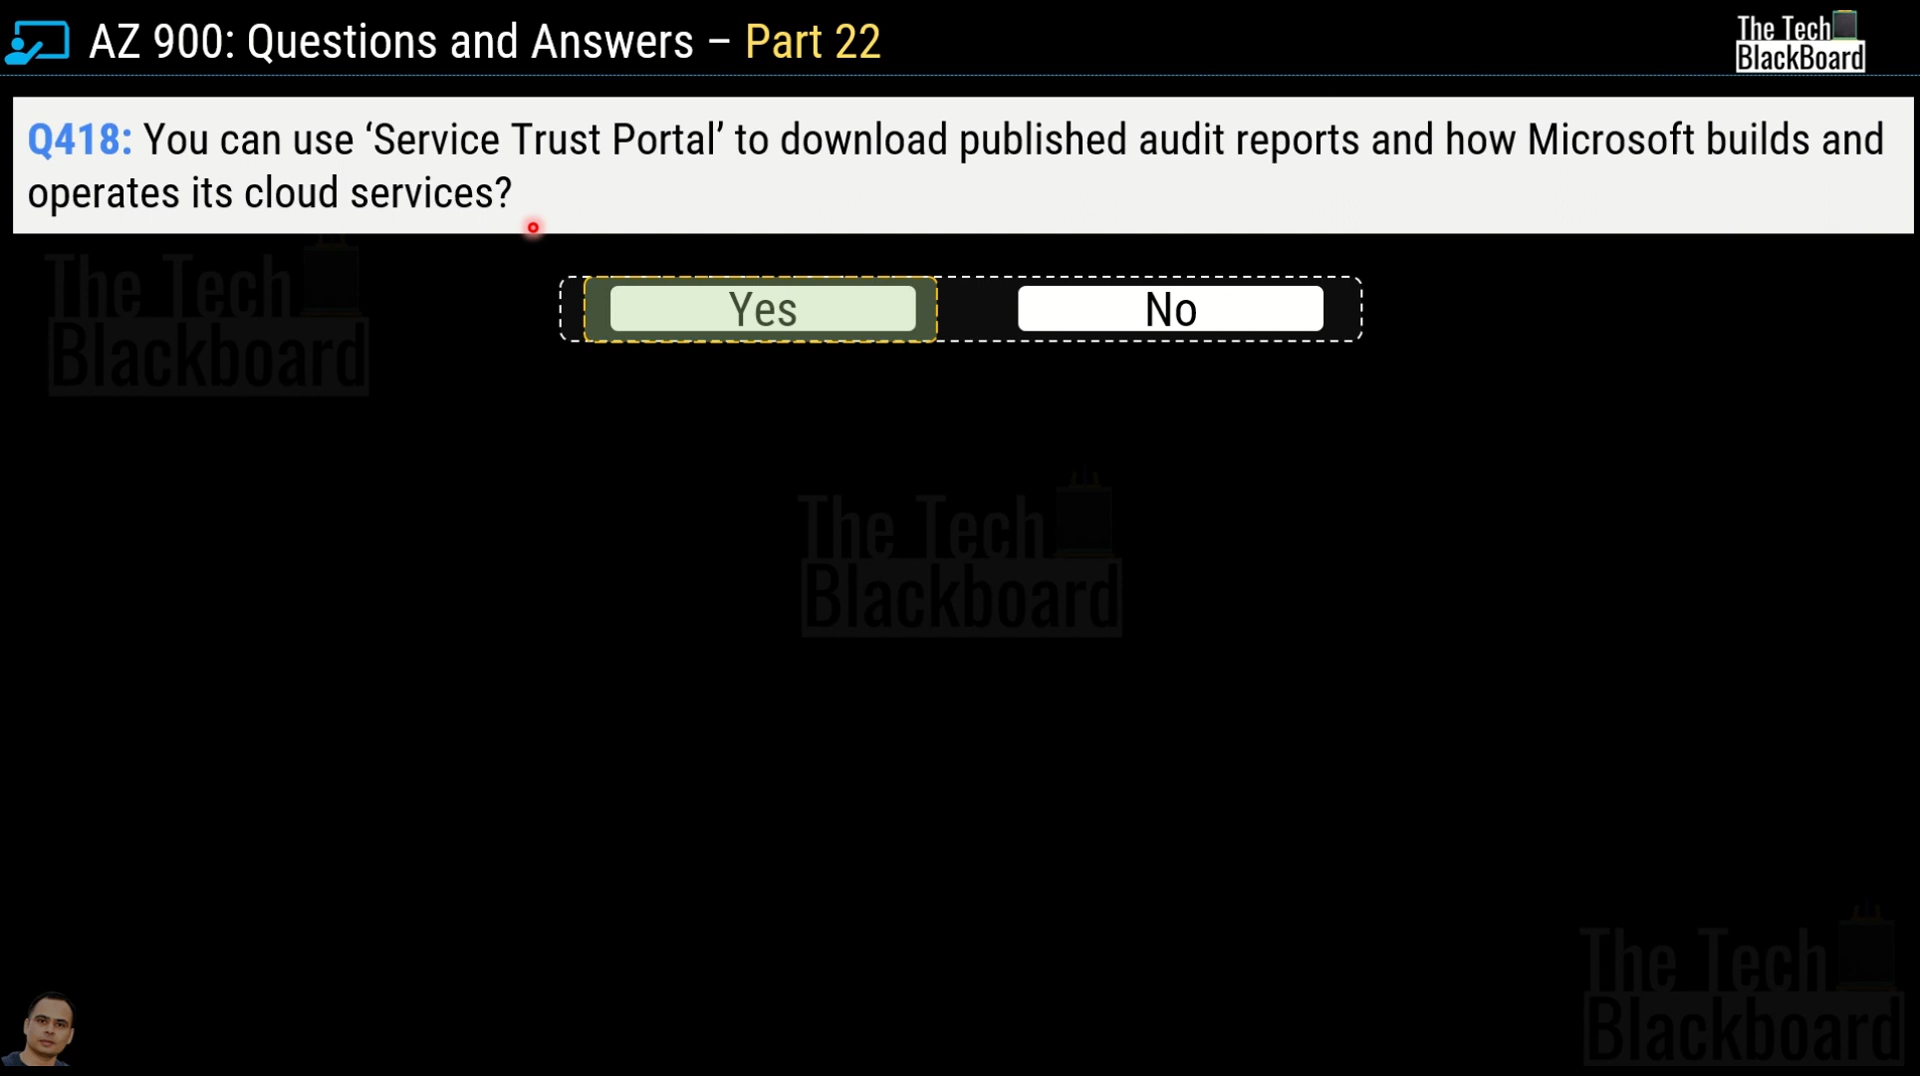 AZ 900: Questions and Answers – Part 22
The Tech
BlackBoard
Q418: You can use ‘Service Trust Portal’ to download published audit reports and how Microsoft builds and
operates its cloud services?
Yes No
The Tech
Blackboard
The Tech
Blackboard
The Tech
Blackboard